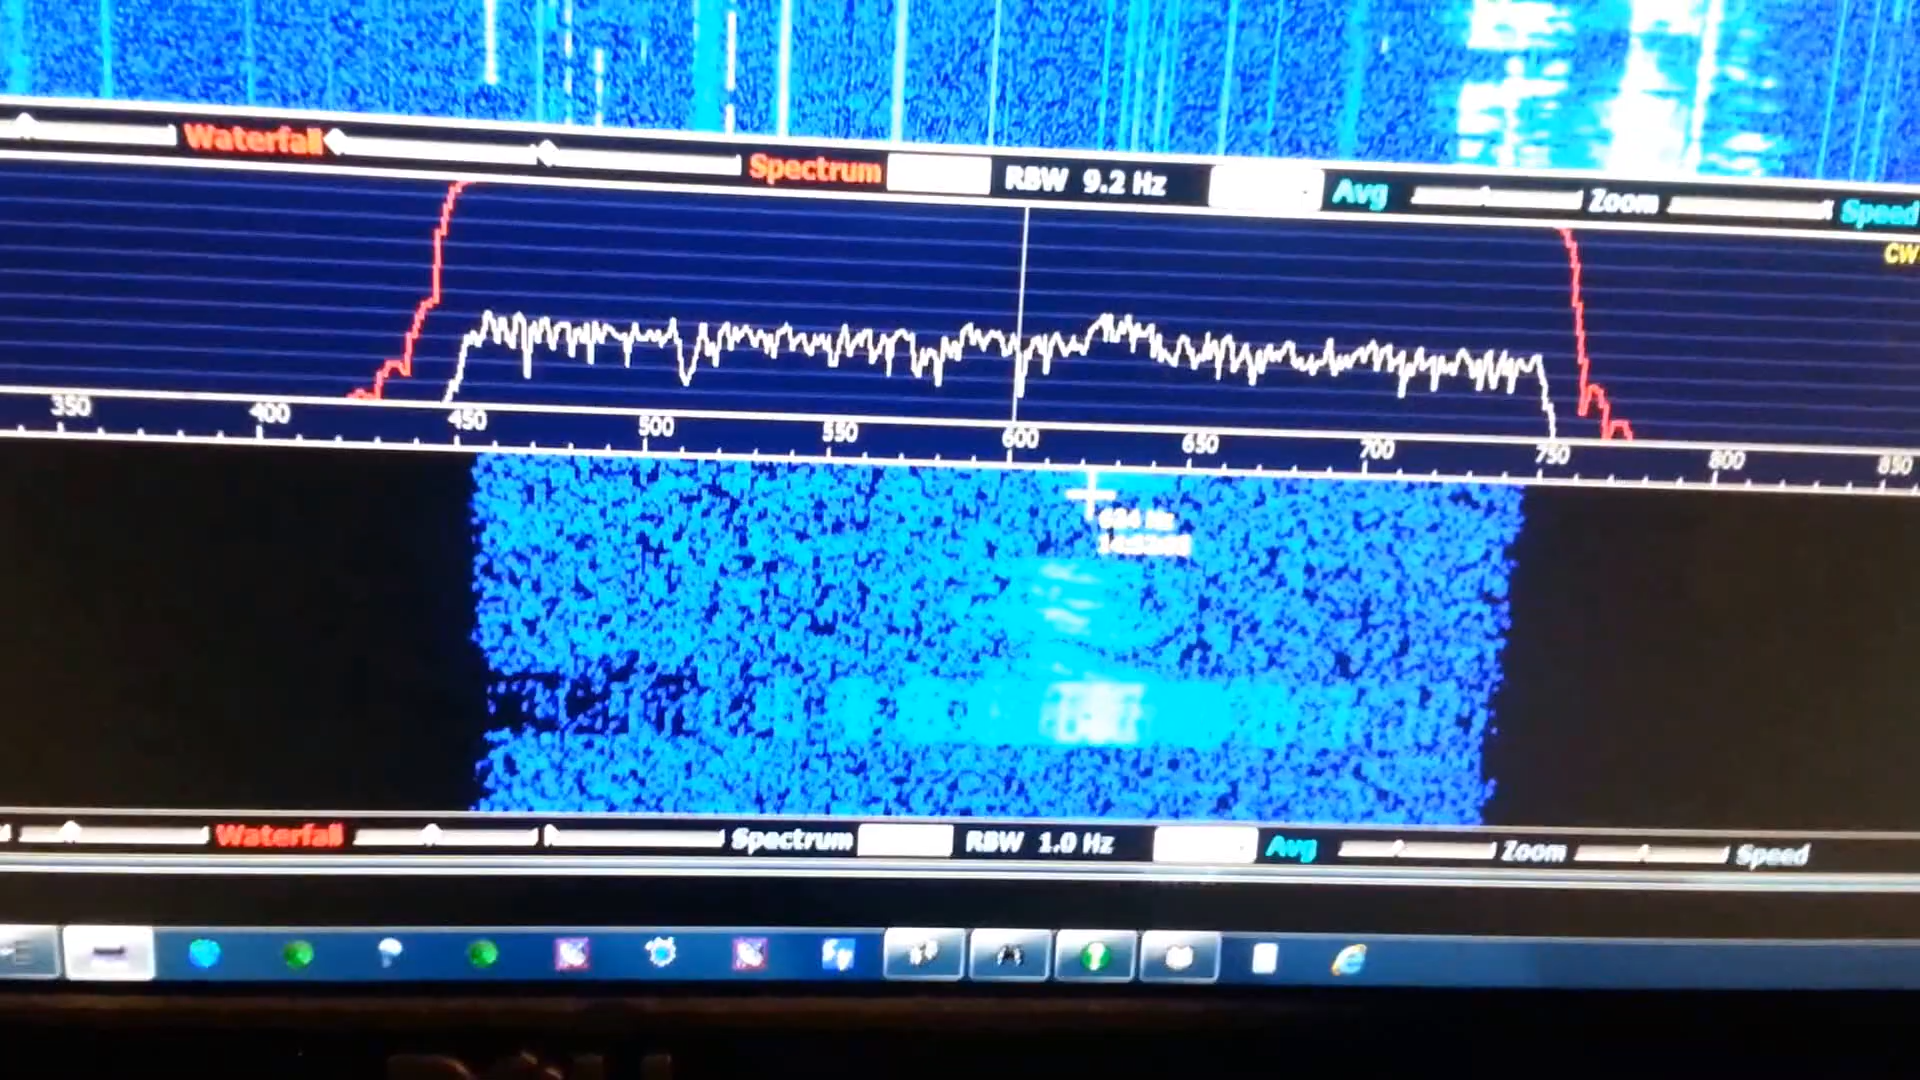 Waterfall Spectrum RBW 9.2 Hz Avg Zoom Speed
CW
350 400 450 500 550 600 650 700 750 800 850
Waterfall Spectrum RBW 1.0 Hz Avg Zoom Speed